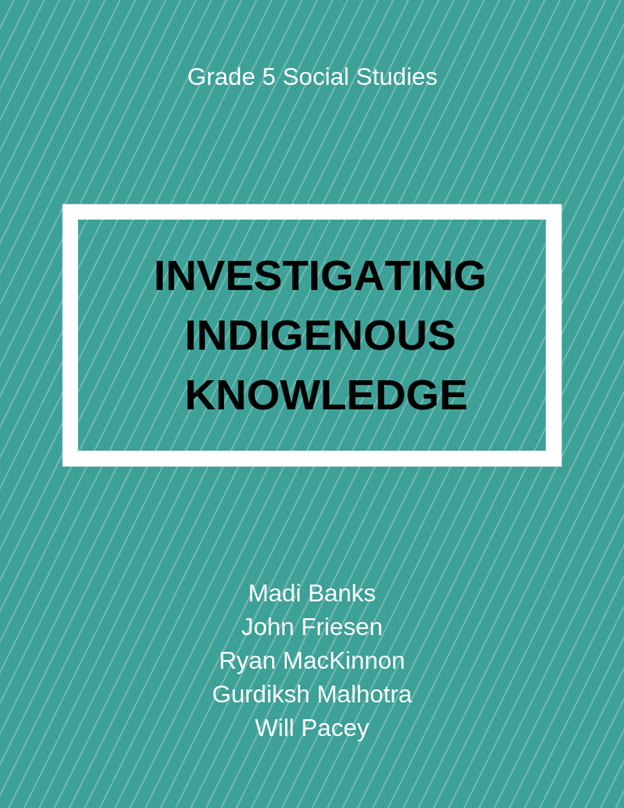 Grade 5 Social Studies
INVESTIGATING
INDIGENOUS
KNOWLEDGE
Madi Banks
John Friesen
Ryan MacKinnon
Gurdiksh Malhotra
Will Pacey